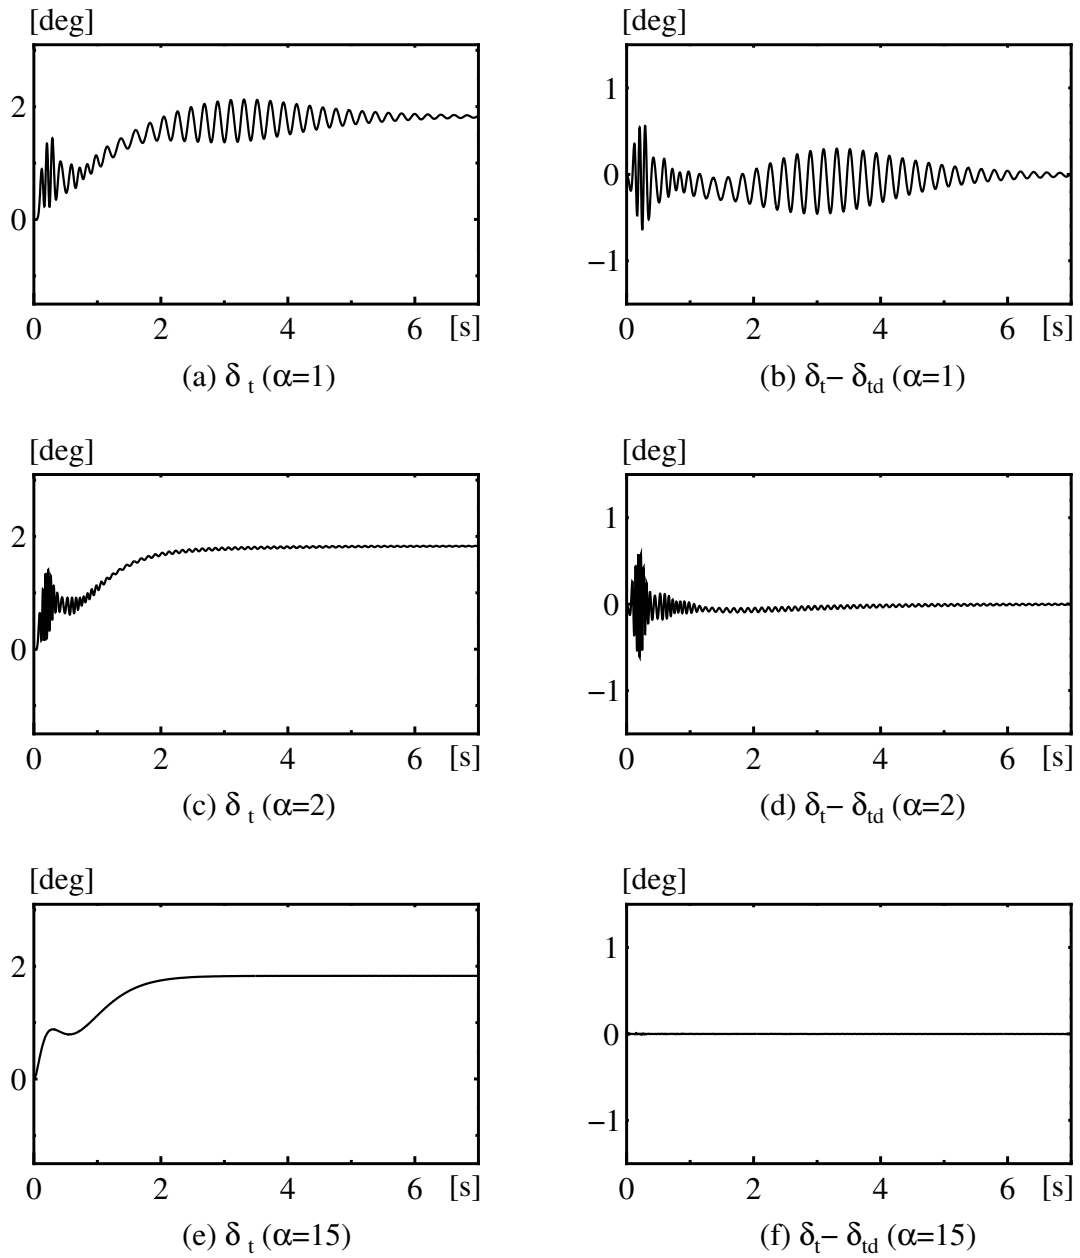 [deg]
2
0
0 2 4 6 [s]
(a) δ t (α=1)
[deg]
1
0
−1
0 2 4 6 [s]
(b) δt− δtd (α=1)
[deg]
2
0
0 2 4 6 [s]
(c) δ t (α=2)
[deg]
1
0
−1
0 2 4 6 [s]
(d) δt− δtd (α=2)
[deg]
2
0
0 2 4 6 [s]
(e) δ t (α=15)
[deg]
1
0
−1
0 2 4 6 [s]
(f) δt− δtd (α=15)